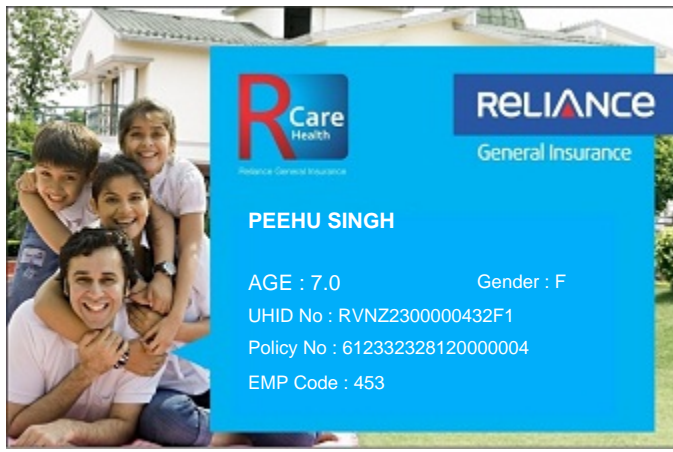 R Care
Health
Reliance General Insurance
RELIANCE
General Insurance
PEEHU SINGH
AGE : 7.0 Gender : F
UHID No : RVNZ2300000432F1
Policy No : 612332328120000004
EMP Code : 453